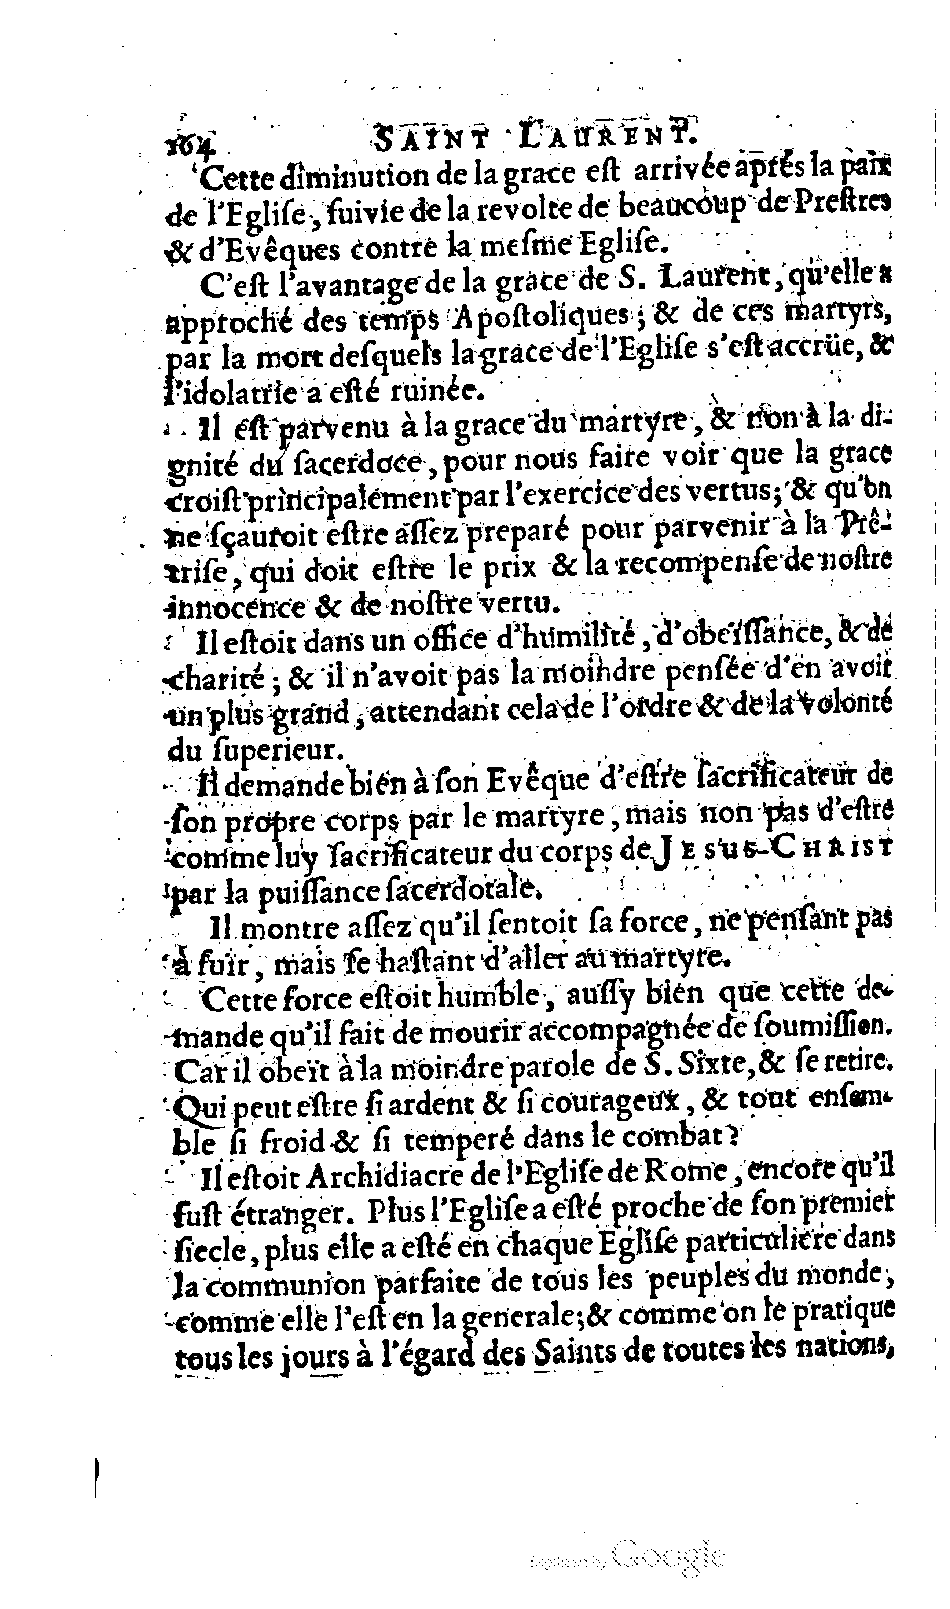 164 SAINT LAURENT.
Cette diminution de la grace est arrivée aprés la paix
de l'Egliſe, ſuivie de la revolte de beaucoup de Preſtres
& d'Evêques contre la meſme Egliſe.
C'eſt l'avantage de la grace de S. Laurent, qu'elle a
approché des temps Apoſtoliques; & de ces martyrs,
par la mort deſquels la grace de l'Egliſe s'eſt accrüe, &
l'idolatrie a eſté ruinée.
Il eſt parvenu à la grace du martyre, & non à la di-
gnité du ſacerdoce, pour nous faire voir que la grace
croiſt principalement par l'exercice des vertus; & qu'on
ne ſçauroit eſtre aſſez preparé pour parvenir à la Prê-
triſe, qui doit eſtre le prix & la recompenſe de noſtre
innocence & de noſtre vertu.
Il eſtoit dans un office d'humilité, d'obeïſſance, & de
charité; & il n'avoit pas la moindre penſée d'en avoir
un plus grand, attendant cela de l'ordre & de la volonté
du ſuperieur.
Il demande bien à ſon Evêque d'eſtre ſacrificateur de
ſon propre corps par le martyre, mais non pas d'eſtre
comme luy ſacrificateur du corps de JESUS-CHRIST
par la puiſſance ſacerdotale.
Il montre aſſez qu'il ſentoit ſa force, ne penſant pas
à fuir, mais ſe haſtant d'aller au martyre.
Cette force eſtoit humble, auſſy bien que cette de-
mande qu'il fait de mourir accompagnée de ſoumiſſion.
Car il obeït à la moindre parole de S. Sixte, & ſe retire.
Qui peut eſtre ſi ardent & ſi courageux, & tout enſem-
ble ſi froid & ſi temperé dans le combat?
Il eſtoit Archidiacre de l'Egliſe de Rome, encore qu'il
fuſt étranger. Plus l'Egliſe a eſté proche de ſon premier
ſiecle, plus elle a eſté en chaque Egliſe particuliere dans
la communion parfaite de tous les peuples du monde,
comme elle l'eſt en la generale; & comme on le pratique
tous les jours à l'égard des Saints de toutes les nations,
Digitized by Google